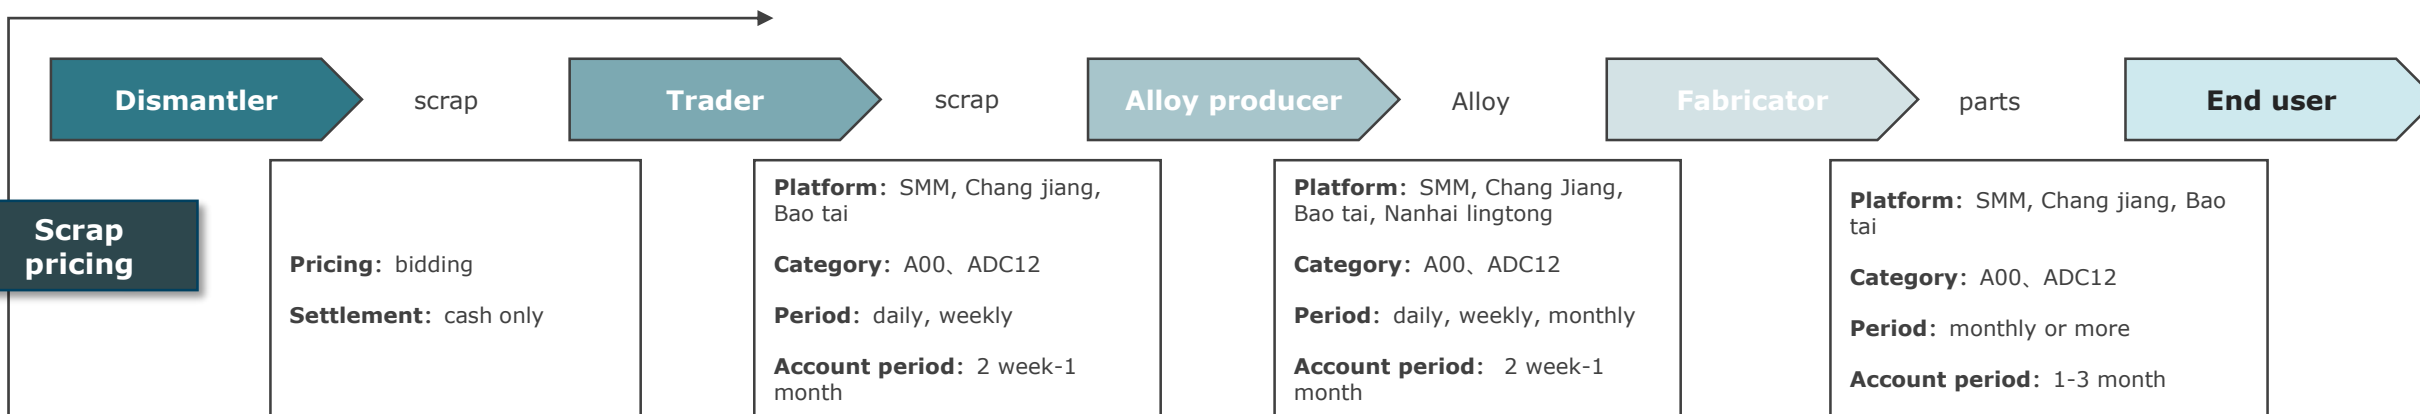 Dismantler
scrap
Trader
scrap
Alloy producer
Alloy
Fabricator
parts
End user
Scrap
pricing
Pricing：bidding
Settlement：cash only
Platform：SMM, Chang jiang,
Bao tai
Category：A00、ADC12
Period：daily, weekly
Account period：2 week-1
month
Platform：SMM, Chang Jiang,
Bao tai, Nanhai lingtong
Category：A00、ADC12
Period：daily, weekly, monthly
Account period： 2 week-1
month
Platform：SMM, Chang jiang, Bao
tai
Category：A00、ADC12
Period：monthly or more
Account period：1-3 month